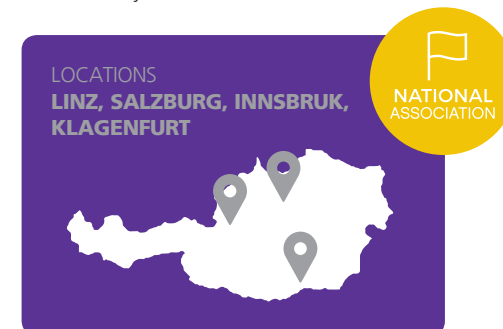 LOCATIONS
LINZ, SALZBURG, INNSBRUK,
KLAGENFURT
NATIONAL
ASSOCIATION